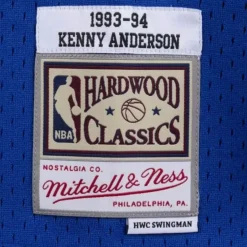 1993-94
KENNY ANDERSON
HARDWOOD
NBA
CLASSICS
NOSTALGIA CO.
Mitchell & Ness
PHILADELPHIA, PA.
HWC SWINGMAN